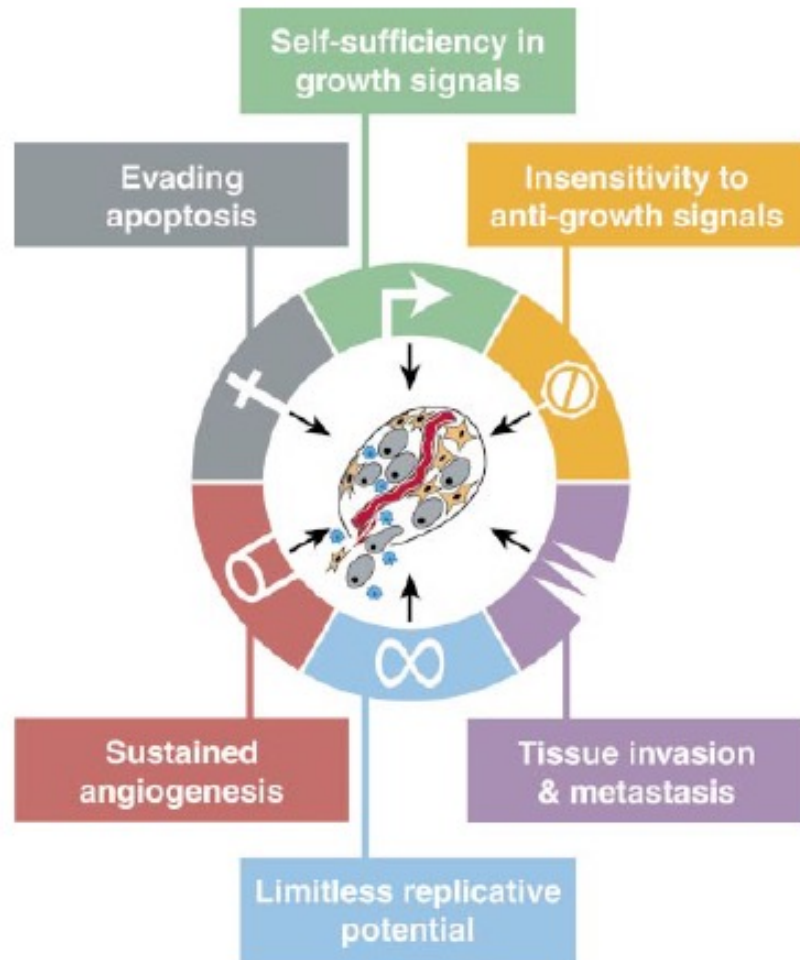 Self-sufficiency in
growth signals
Evading
apoptosis
Insensitivity to
anti-growth signals
Sustained
angiogenesis
Tissue invasion
& metastasis
Limitless replicative
potential